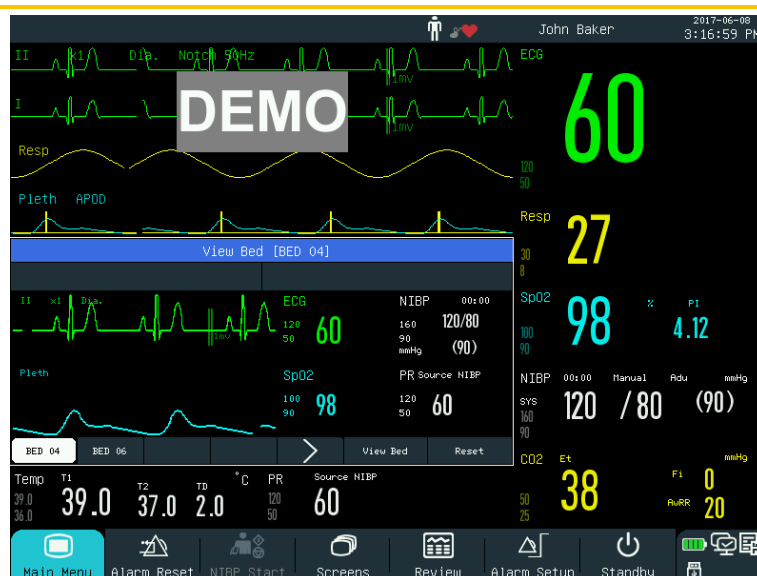 John Baker
2017-06-08
3:16:59 PM
II x1 Dia. Notch 50Hz
1mv
ECG
60
120
50
DEMO
I
1mv
Resp
Pleth APOD
Resp
27
30
8
View Bed [BED 04]
II x1 Dia.
1mv
ECG
120
50
60
NIBP 00:00
160
90
mmHg
120/80
(90)
Pleth
SpO2
100
90
98
PR Source NIBP
120
50
60
BED 04 BED 06 > View Bed Reset
SpO2
100
90
98
%
PI
4.12
NIBP 00:00 Manual Adu mmHg
SYS
160
90
120 / 80 (90)
CO2 Et mmHg
50
25
38
Fi 0
AwRR 20
Temp T1 T2 TD °C
39.0
36.0
39.0 37.0 2.0
PR Source NIBP
120
50
60
Main Menu Alarm Reset NIBP Start Screens Review Alarm Setup Standby